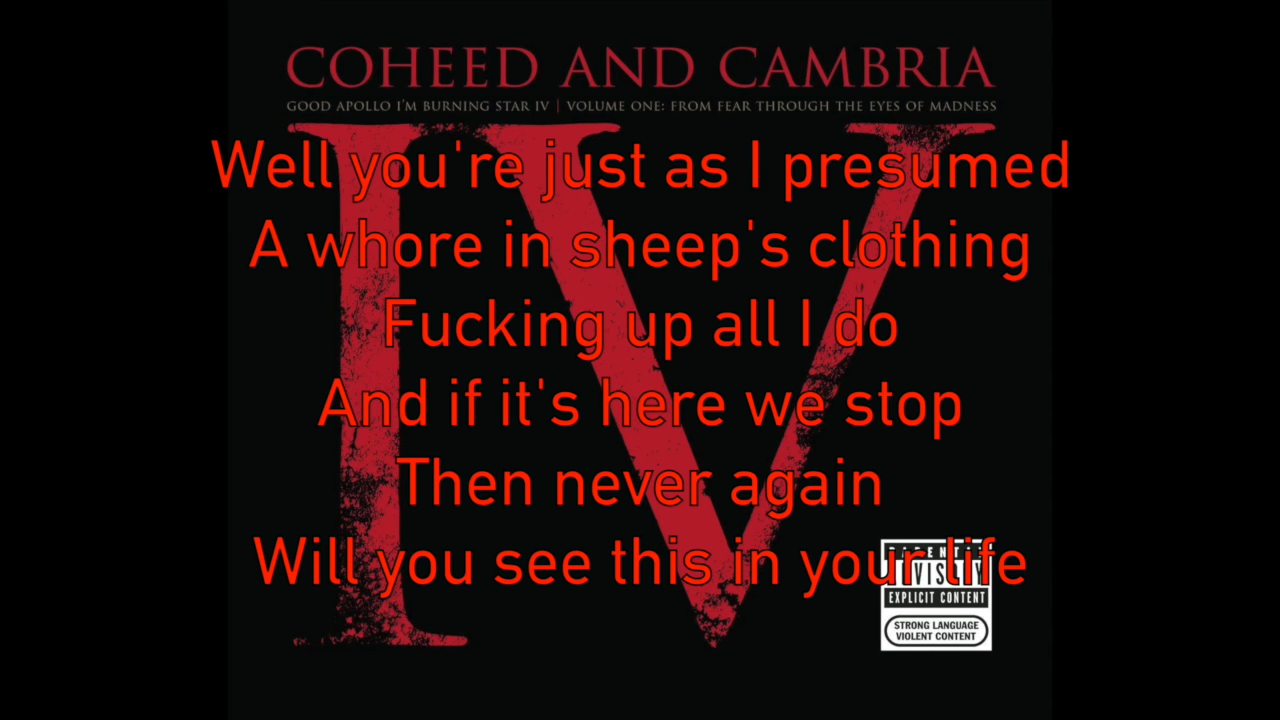 COHEED AND CAMBRIA
GOOD APOLLO I'M BURNING STAR IV | VOLUME ONE: FROM FEAR THROUGH THE EYES OF MADNESS
IV
Well you're just as I presumed
A whore in sheep's clothing
Fucking up all I do
And if it's here we stop
Then never again
Will you see this in your life
EXPLICIT CONTENT
STRONG LANGUAGE
VIOLENT CONTENT